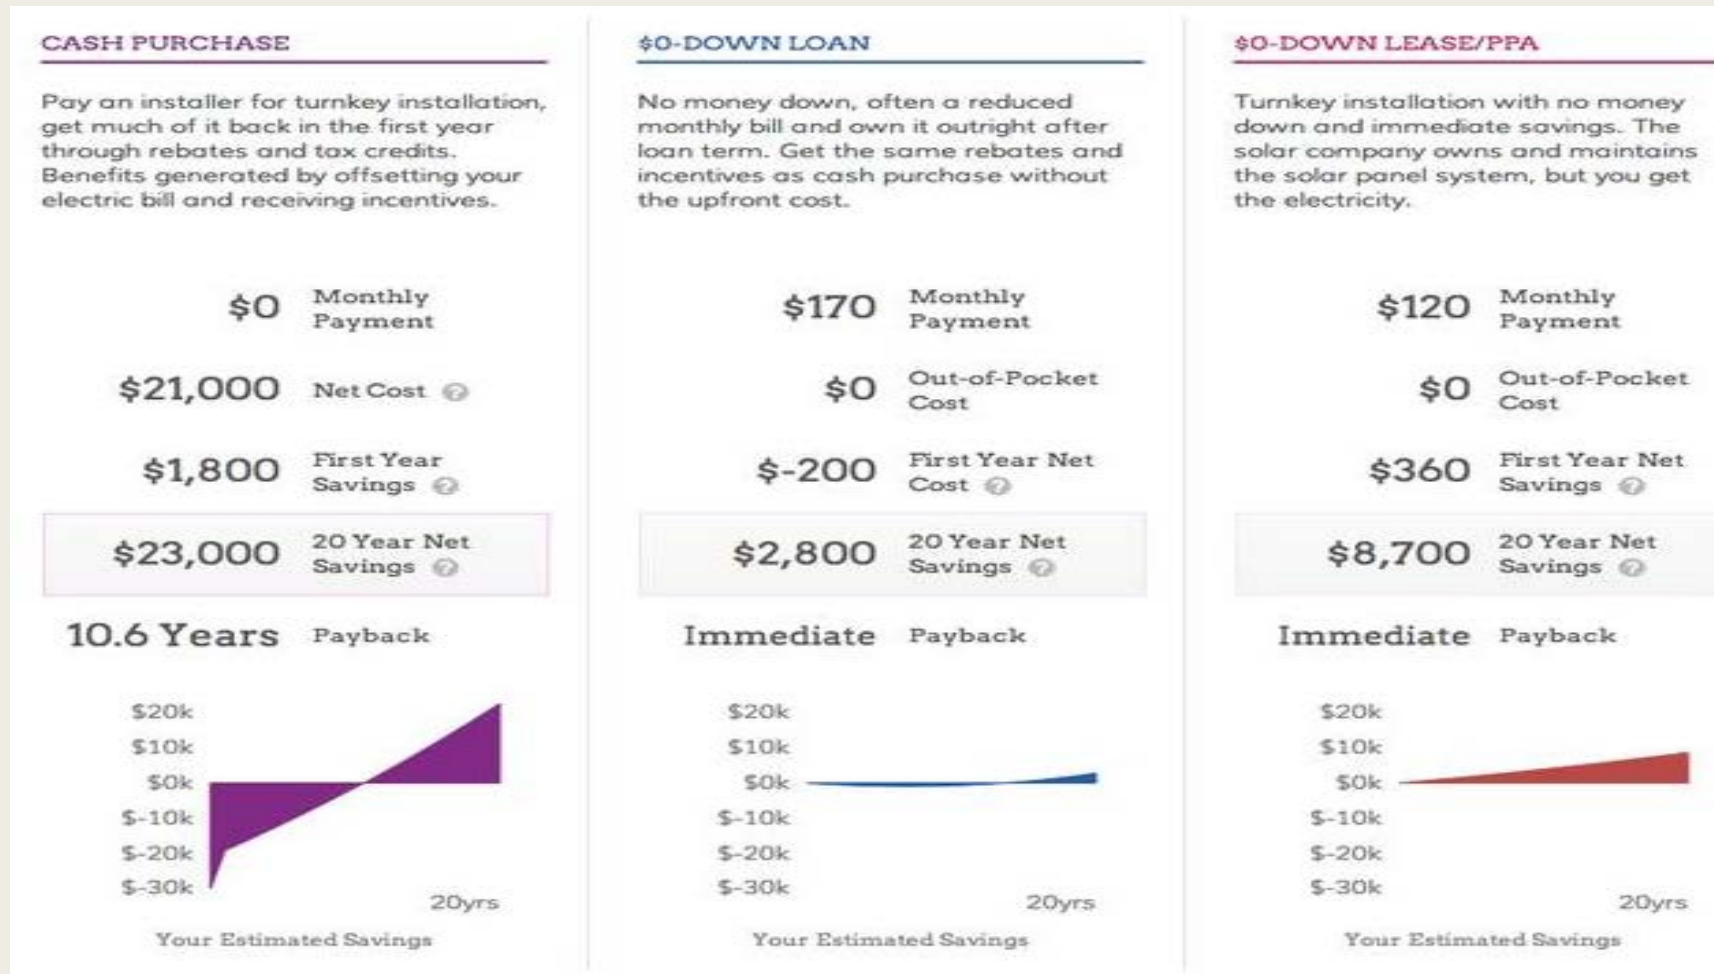 CASH PURCHASE
Pay an installer for turnkey installation,
get much of it back in the first year
through rebates and tax credits.
Benefits generated by offsetting your
electric bill and receiving incentives.
$0 Monthly
Payment
$21,000 Net Cost ?
$1,800 First Year
Savings ?
$23,000 20 Year Net
Savings ?
10.6 Years Payback
$20k
$10k
$0k
$-10k
$-20k
$-30k
20yrs
Your Estimated Savings
$0-DOWN LOAN
No money down, often a reduced
monthly bill and own it outright after
loan term. Get the same rebates and
incentives as cash purchase without
the upfront cost.
$170 Monthly
Payment
$0 Out-of-Pocket
Cost
$-200 First Year Net
Cost ?
$2,800 20 Year Net
Savings ?
Immediate Payback
$20k
$10k
$0k
$-10k
$-20k
$-30k
20yrs
Your Estimated Savings
$0-DOWN LEASE/PPA
Turnkey installation with no money
down and immediate savings. The
solar company owns and maintains
the solar panel system, but you get
the electricity.
$120 Monthly
Payment
$0 Out-of-Pocket
Cost
$360 First Year Net
Savings ?
$8,700 20 Year Net
Savings ?
Immediate Payback
$20k
$10k
$0k
$-10k
$-20k
$-30k
20yrs
Your Estimated Savings